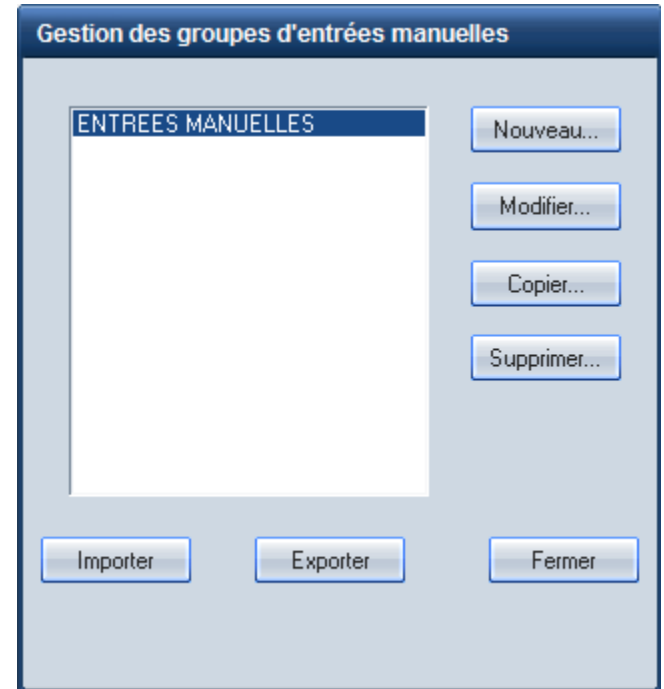 Gestion des groupes d'entrées manuelles
ENTREES MANUELLES
Nouveau...
Modifier...
Copier...
Supprimer...
Importer Exporter Fermer